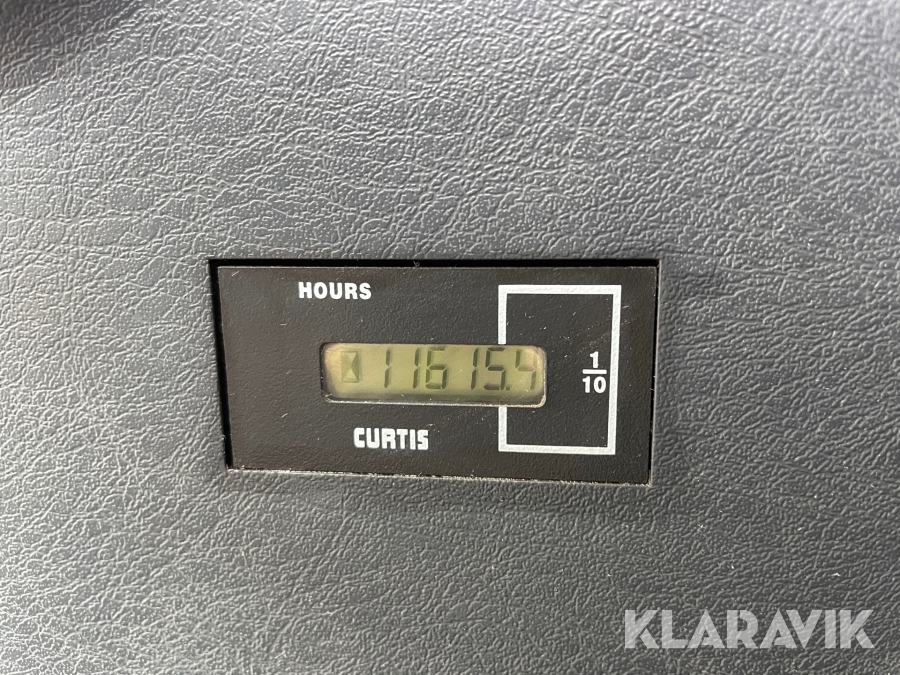 HOURS
11615.4
1/10
CURTIS
KLARAVIK